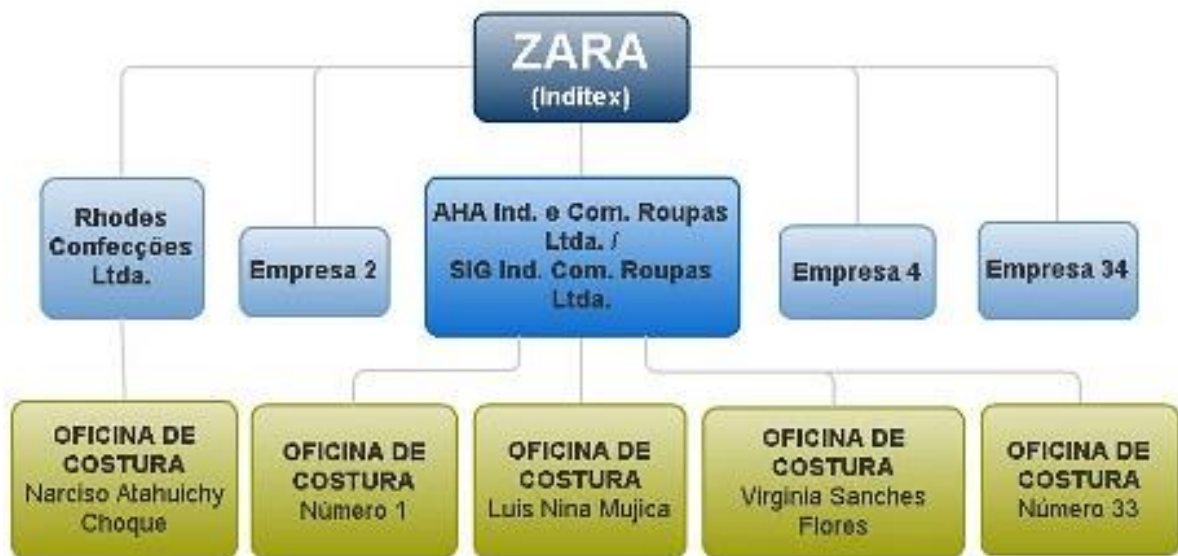 ZARA
(Inditex)
Rhodes
Confecções
Ltda.
Empresa 2
AHA Ind. e Com. Roupas
Ltda. /
SIG Ind. Com. Roupas
Ltda.
Empresa 4
Empresa 34
OFICINA DE
COSTURA
Narciso Atahuichy
Choque
OFICINA DE
COSTURA
Número 1
OFICINA DE
COSTURA
Luis Nina Mujica
OFICINA DE
COSTURA
Virginia Sanches
Flores
OFICINA DE
COSTURA
Número 33